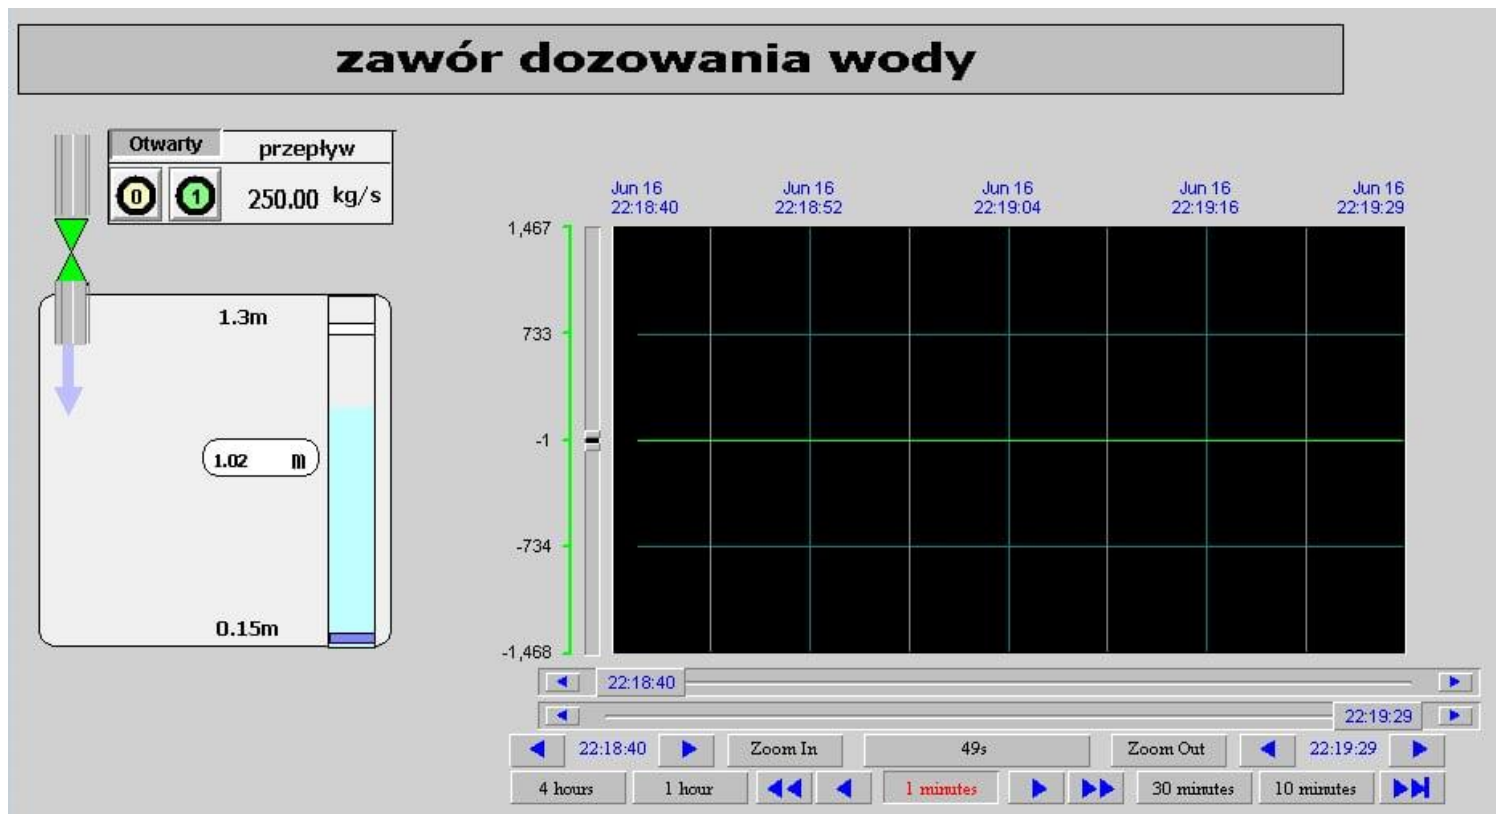 zawór dozowania wody
Otwarty
przepływ
0 1 250.00 kg/s
1.3m
1.02 m
0.15m
Jun 16 Jun 16 Jun 16 Jun 16 Jun 16
22:18:40 22:18:52 22:19:04 22:19:16 22:19:29
1,467
733
-1
-734
-1,468
22:18:40
22:19:29
22:18:40 Zoom In 49s Zoom Out 22:19:29
4 hours 1 hour 1 minutes 30 minutes 10 minutes